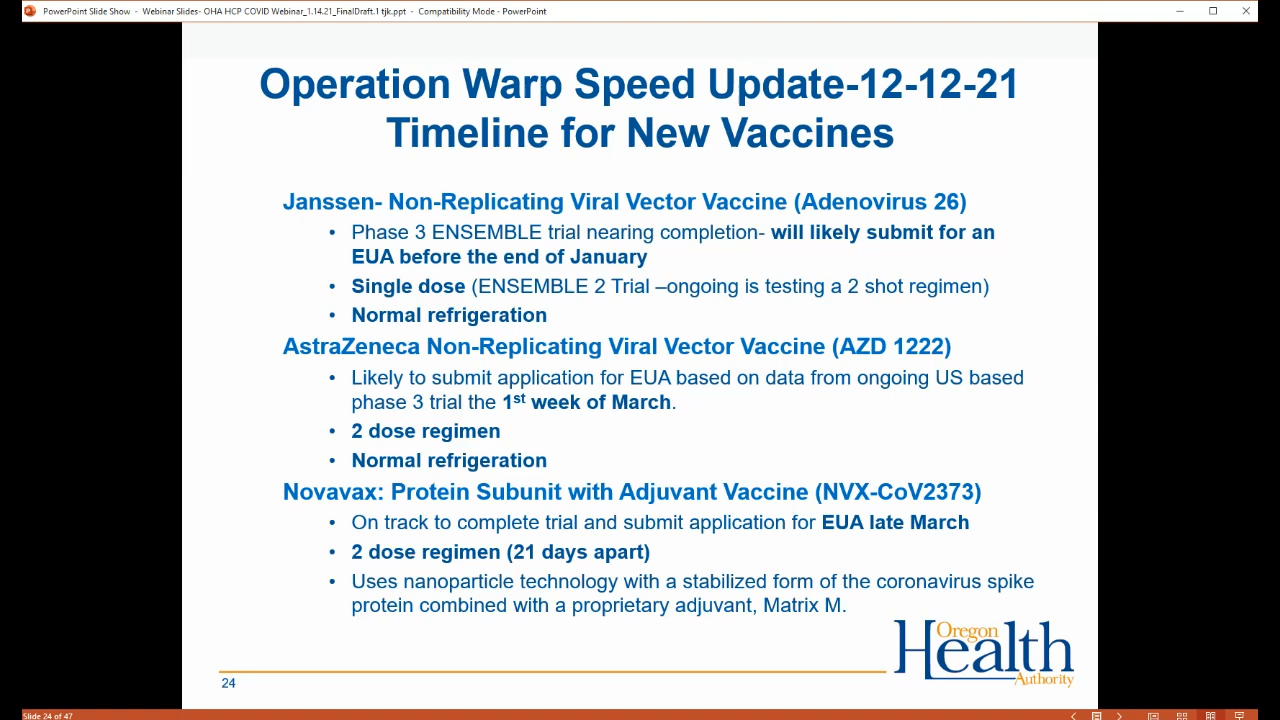 PowerPoint Slide Show - Webinar Slides- OHA HCP COVID Webinar_1.14.21_FinalDraft.1 tjk.ppt - Compatibility Mode - PowerPoint
Operation Warp Speed Update-12-12-21
Timeline for New Vaccines
Janssen- Non-Replicating Viral Vector Vaccine (Adenovirus 26)
• Phase 3 ENSEMBLE trial nearing completion- will likely submit for an
EUA before the end of January
• Single dose (ENSEMBLE 2 Trial –ongoing is testing a 2 shot regimen)
• Normal refrigeration
AstraZeneca Non-Replicating Viral Vector Vaccine (AZD 1222)
• Likely to submit application for EUA based on data from ongoing US based
phase 3 trial the 1st week of March.
• 2 dose regimen
• Normal refrigeration
Novavax: Protein Subunit with Adjuvant Vaccine (NVX-CoV2373)
• On track to complete trial and submit application for EUA late March
• 2 dose regimen (21 days apart)
• Uses nanoparticle technology with a stabilized form of the coronavirus spike
protein combined with a proprietary adjuvant, Matrix M.
Oregon
Health
Authority
24
Slide 24 of 47